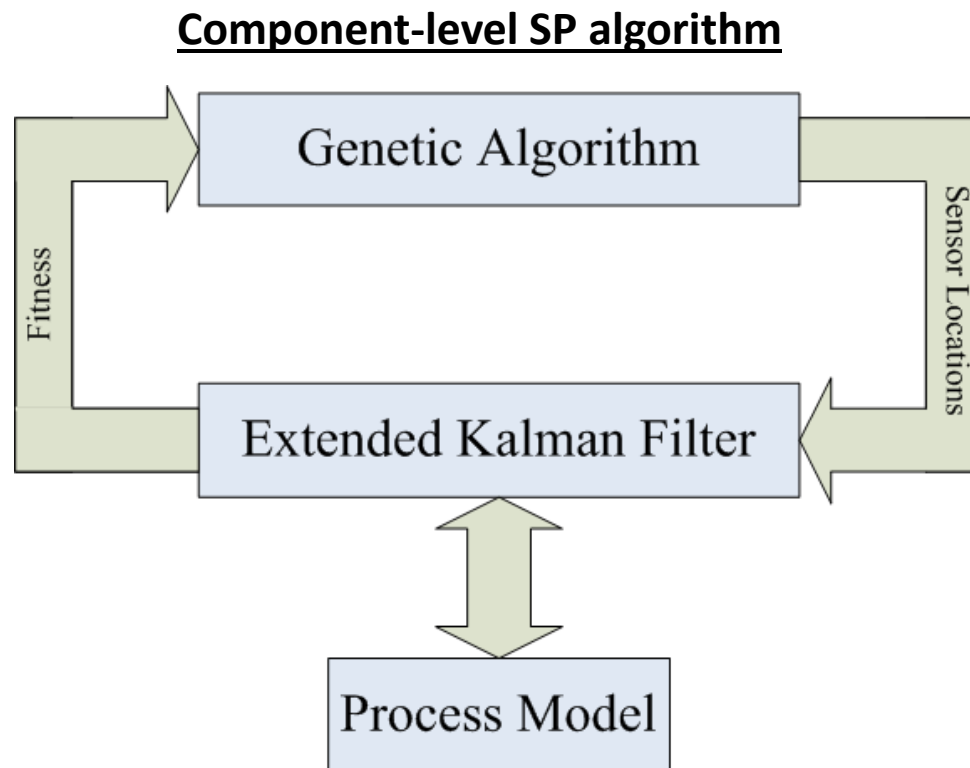 Component-level SP algorithm
Genetic Algorithm
Fitness
Sensor Locations
Extended Kalman Filter
Process Model